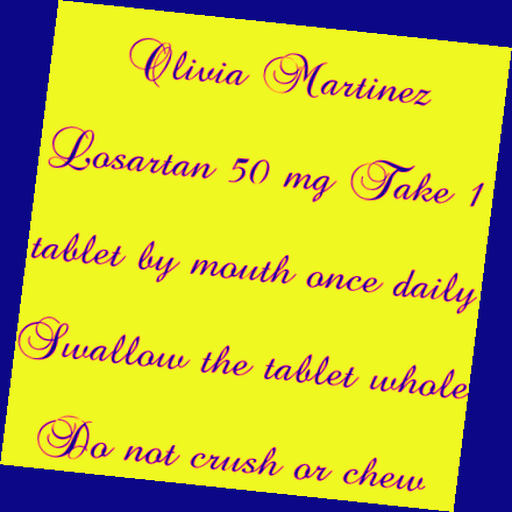 Olivia Martinez
Losartan 50 mg Take 1
tablet by mouth once daily
Swallow the tablet whole
Do not crush or chew